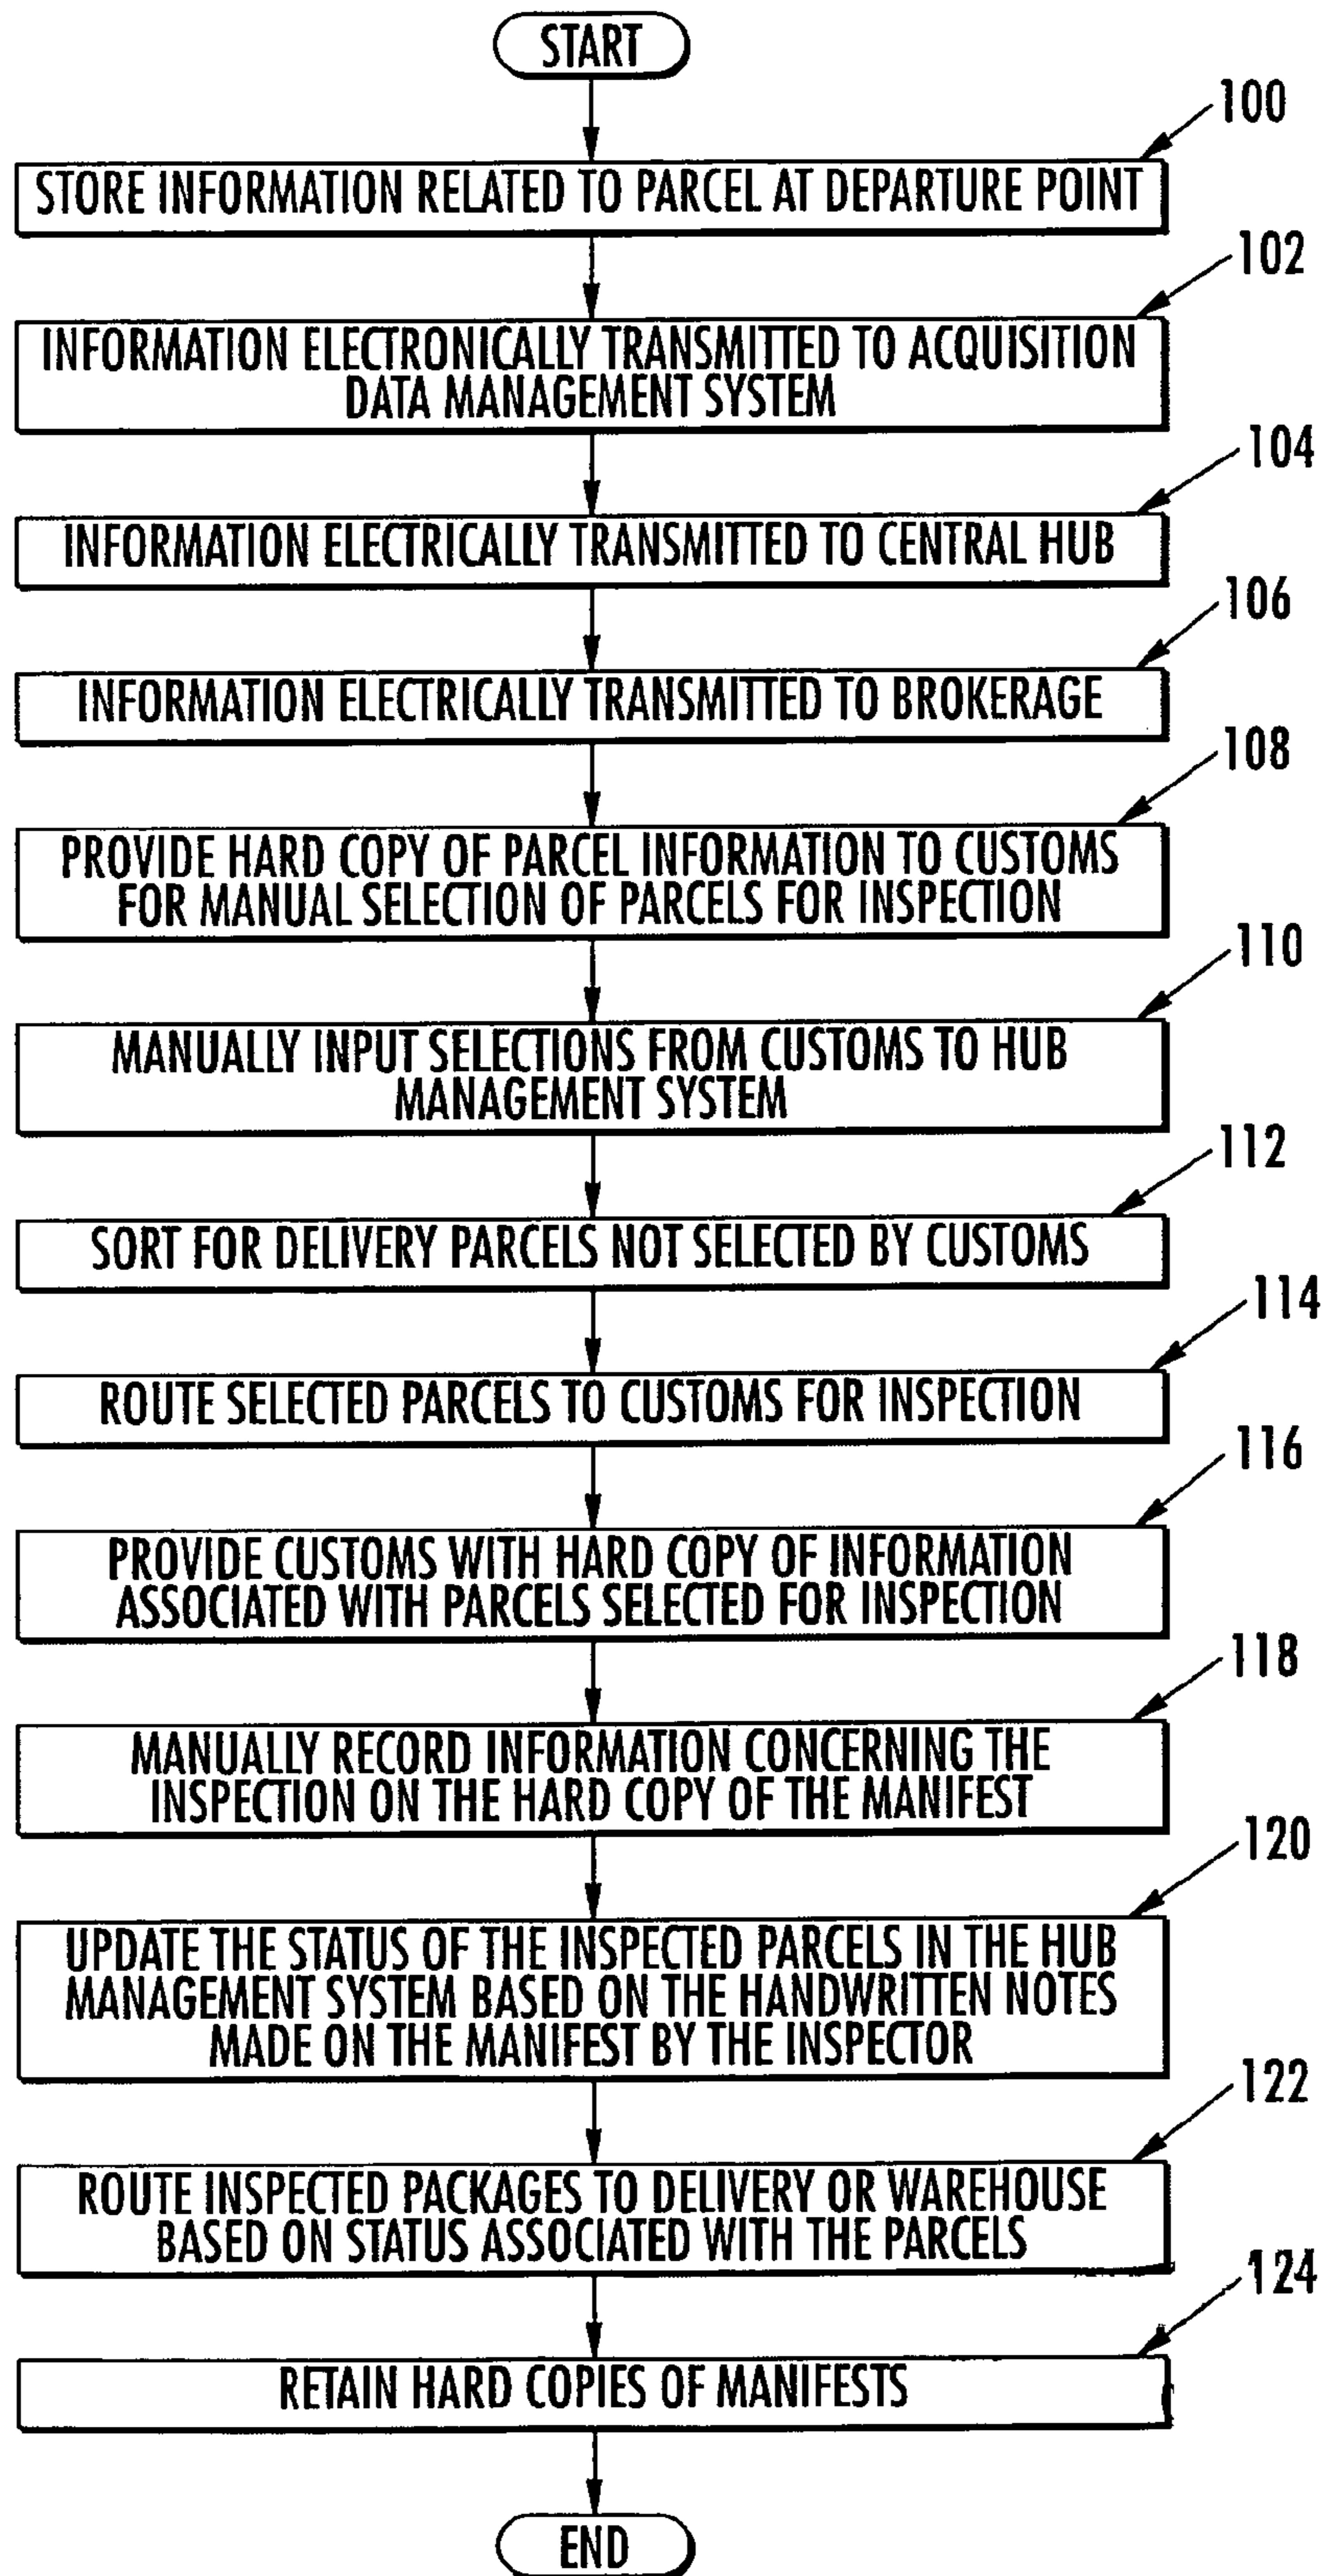 START
100
STORE INFORMATION RELATED TO PARCEL AT DEPARTURE POINT
102
INFORMATION ELECTRONICALLY TRANSMITTED TO ACQUISITION
DATA MANAGEMENT SYSTEM
104
INFORMATION ELECTRICALLY TRANSMITTED TO CENTRAL HUB
106
INFORMATION ELECTRICALLY TRANSMITTED TO BROKERAGE
108
PROVIDE HARD COPY OF PARCEL INFORMATION TO CUSTOMS
FOR MANUAL SELECTION OF PARCELS FOR INSPECTION
110
MANUALLY INPUT SELECTIONS FROM CUSTOMS TO HUB
MANAGEMENT SYSTEM
112
SORT FOR DELIVERY PARCELS NOT SELECTED BY CUSTOMS
114
ROUTE SELECTED PARCELS TO CUSTOMS FOR INSPECTION
116
PROVIDE CUSTOMS WITH HARD COPY OF INFORMATION
ASSOCIATED WITH PARCELS SELECTED FOR INSPECTION
118
MANUALLY RECORD INFORMATION CONCERNING THE
INSPECTION ON THE HARD COPY OF THE MANIFEST
120
UPDATE THE STATUS OF THE INSPECTED PARCELS IN THE HUB
MANAGEMENT SYSTEM BASED ON THE HANDWRITTEN NOTES
MADE ON THE MANIFEST BY THE INSPECTOR
122
ROUTE INSPECTED PACKAGES TO DELIVERY OR WAREHOUSE
BASED ON STATUS ASSOCIATED WITH THE PARCELS
124
RETAIN HARD COPIES OF MANIFESTS
END